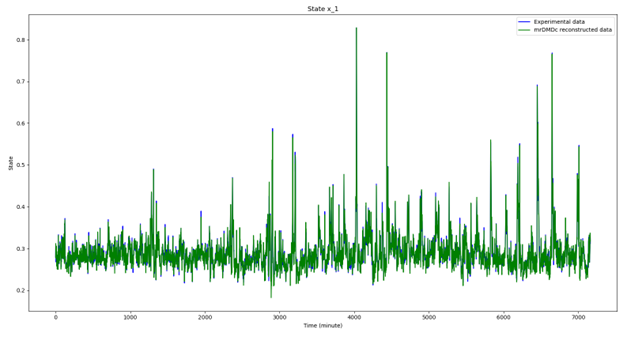 State x_1
Experimental data
mrDMDc reconstructed data
0.8
0.7
0.6
0.5
0.4
0.3
0.2
State
0 1000 2000 3000 4000 5000 6000 7000
Time (minute)